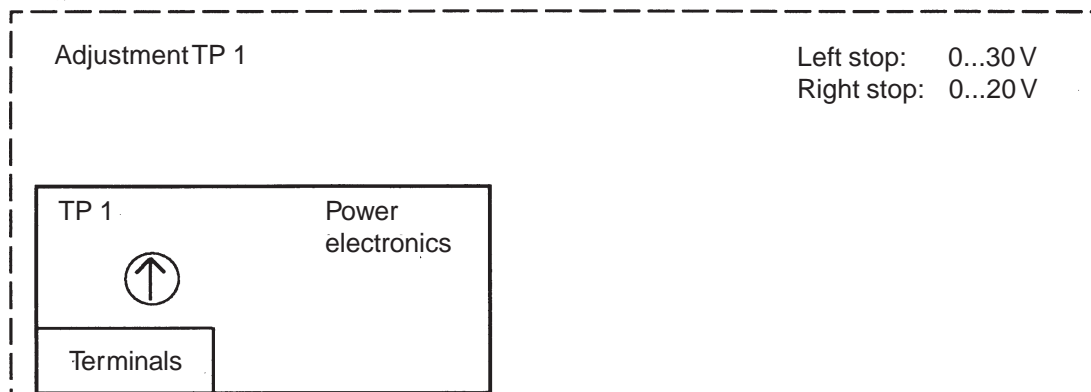 Adjustment TP 1
Left stop: 0...30 V
Right stop: 0...20 V
TP 1
Power
electronics
Terminals